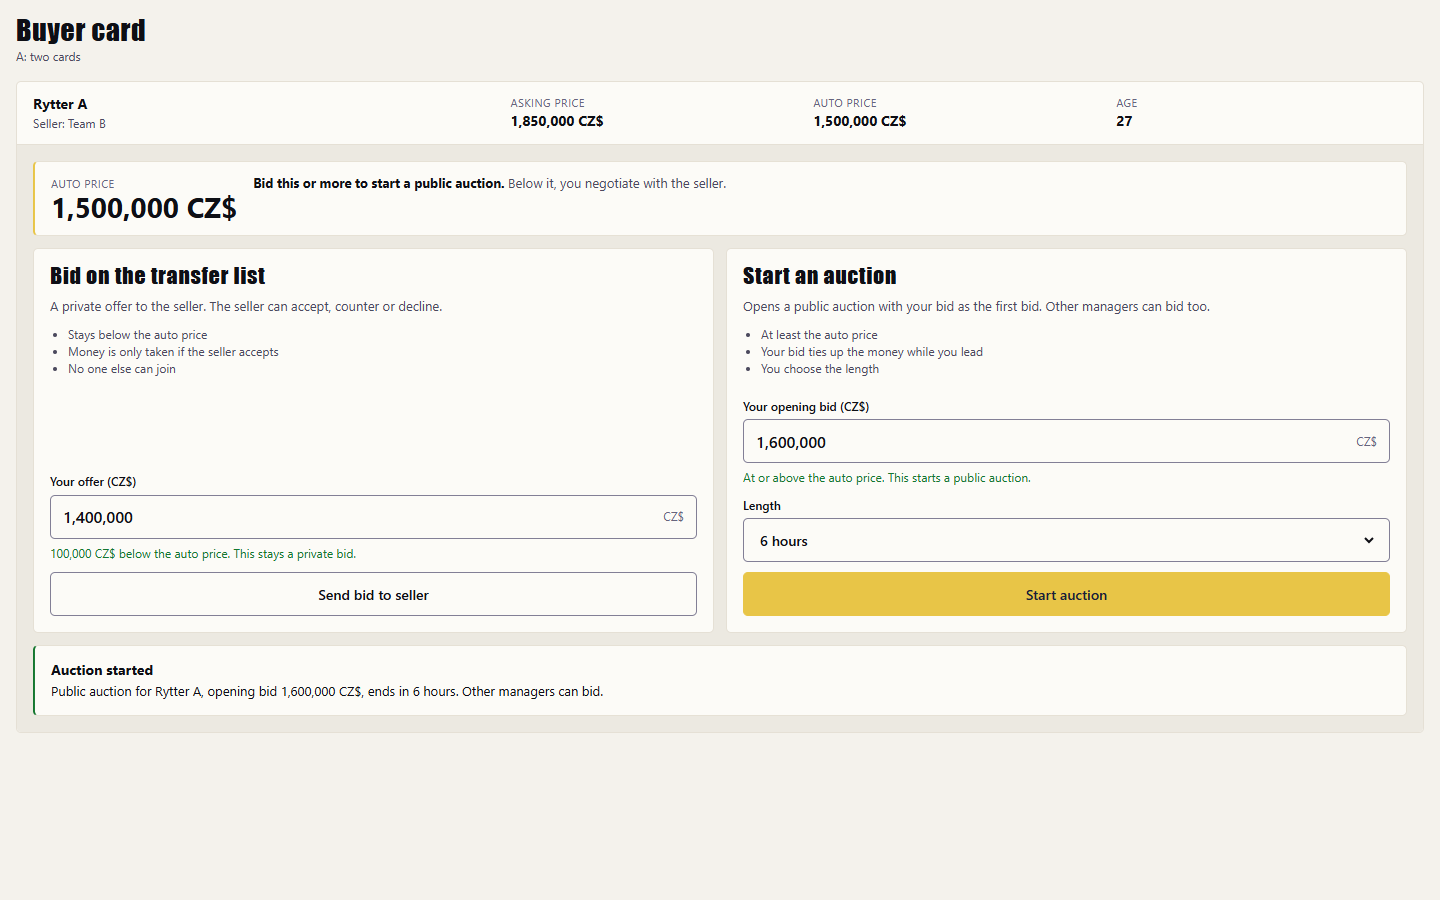 Buyer card
A: two cards
Rytter A
Seller: Team B
ASKING PRICE
1,850,000 CZ$
AUTO PRICE
1,500,000 CZ$
AGE
27
AUTO PRICE
1,500,000 CZ$
Bid this or more to start a public auction. Below it, you negotiate with the seller.
Bid on the transfer list
A private offer to the seller. The seller can accept, counter or decline.
• Stays below the auto price
• Money is only taken if the seller accepts
• No one else can join
Your offer (CZ$)
1,400,000 CZ$
100,000 CZ$ below the auto price. This stays a private bid.
Send bid to seller
Start an auction
Opens a public auction with your bid as the first bid. Other managers can bid too.
• At least the auto price
• Your bid ties up the money while you lead
• You choose the length
Your opening bid (CZ$)
1,600,000 CZ$
At or above the auto price. This starts a public auction.
Length
6 hours
Start auction
Auction started
Public auction for Rytter A, opening bid 1,600,000 CZ$, ends in 6 hours. Other managers can bid.